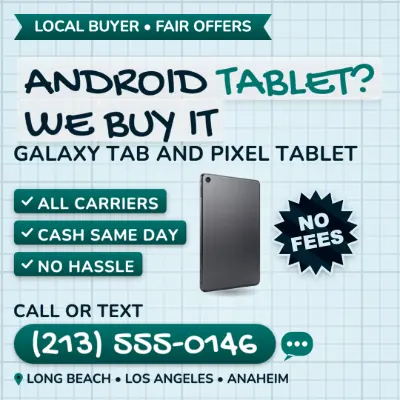 LOCAL BUYER • FAIR OFFERS
ANDROID TABLET?
WE BUY IT
GALAXY TAB AND PIXEL TABLET
ALL CARRIERS
CASH SAME DAY
NO HASSLE
NO
FEES
CALL OR TEXT
(213) 555-0146
LONG BEACH • LOS ANGELES • ANAHEIM